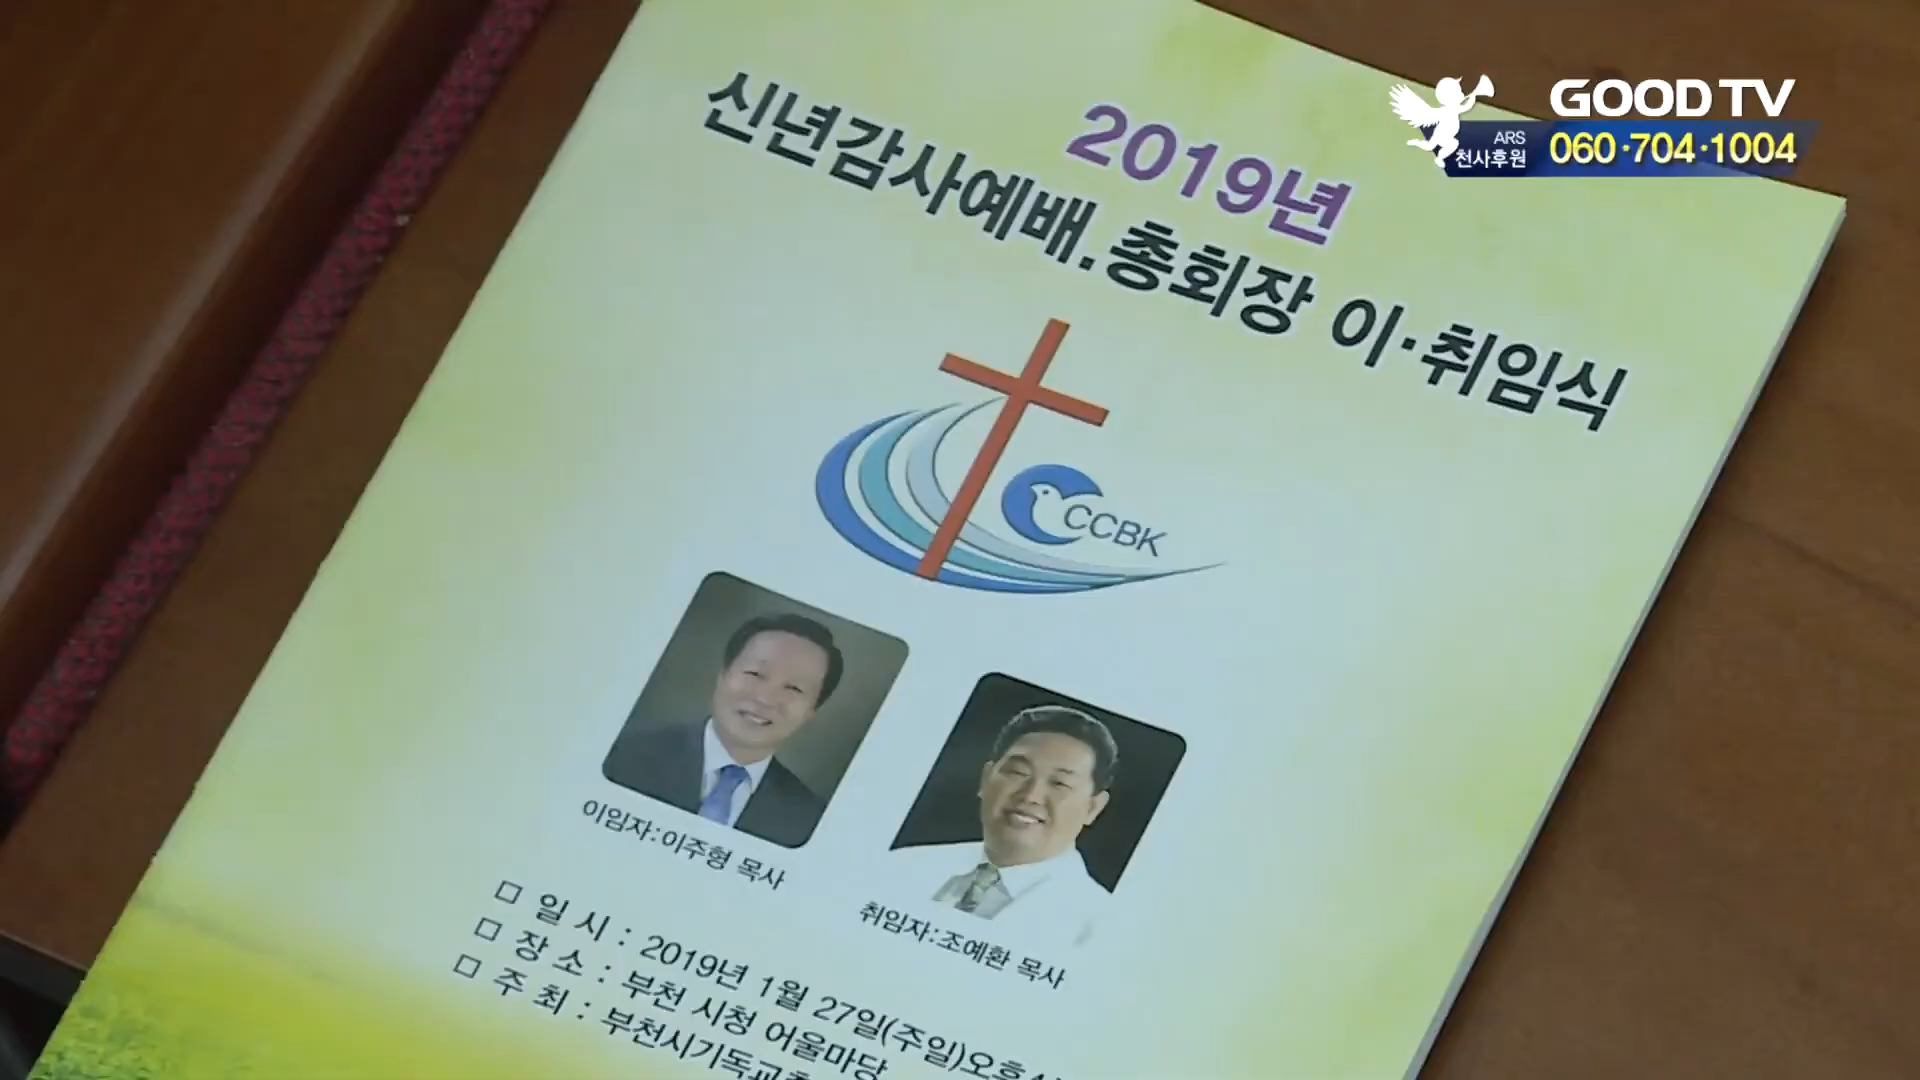 GOOD TV
ARS
천사후원 060·704·1004
2019년
신년감사예배.총회장 이·취임식
CCBK
이임자:이주형 목사
취임자:조예환 목사
□ 일 시 : 2019년 1월 27일(주일)오후
□ 장 소 : 부천 시청 어울마당
□ 주 최 : 부천시기독교